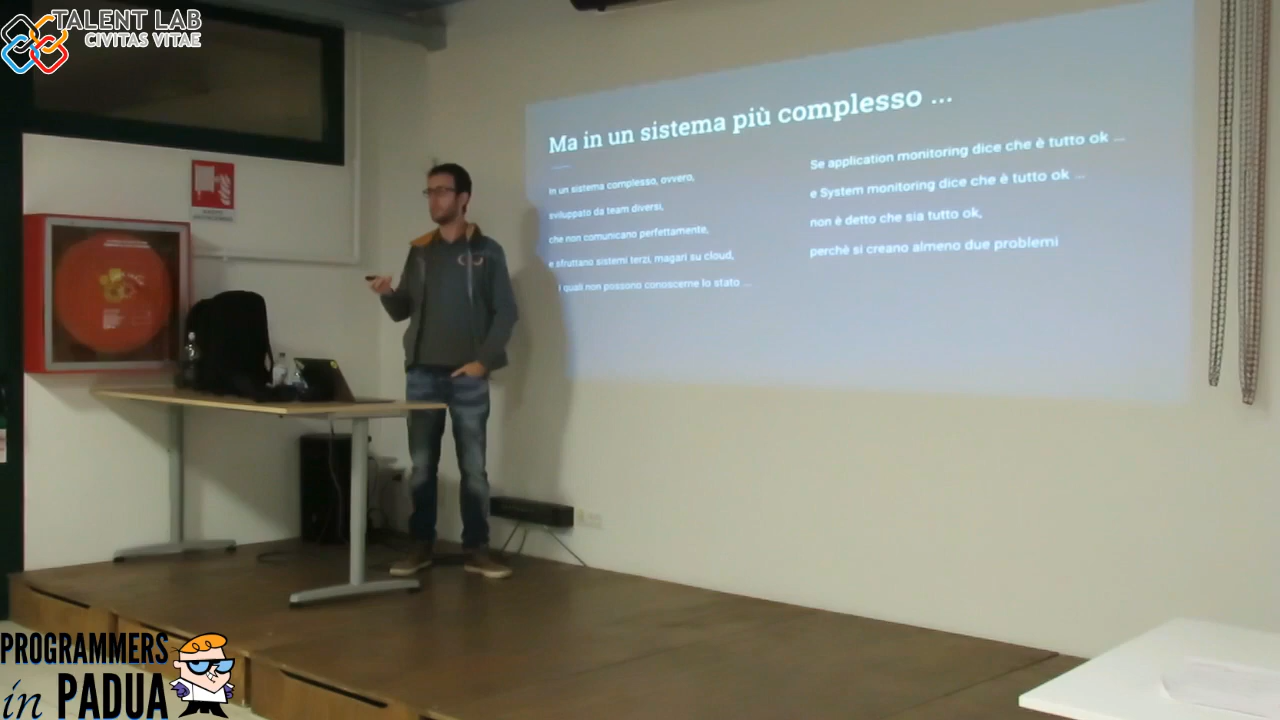 TALENT LAB
CIVITAS VITAE
Ma in un sistema più complesso ...
In un sistema complesso, ovvero,
sviluppato da team diversi,
che non comunicano perfettamente,
e sfruttano sistemi terzi, magari su cloud,
i quali non possono conoscerne lo stato ...
Se application monitoring dice che è tutto ok ...
e System monitoring dice che è tutto ok ...
non è detto che sia tutto ok,
perchè si creano almeno due problemi
PROGRAMMERS
in PADUA